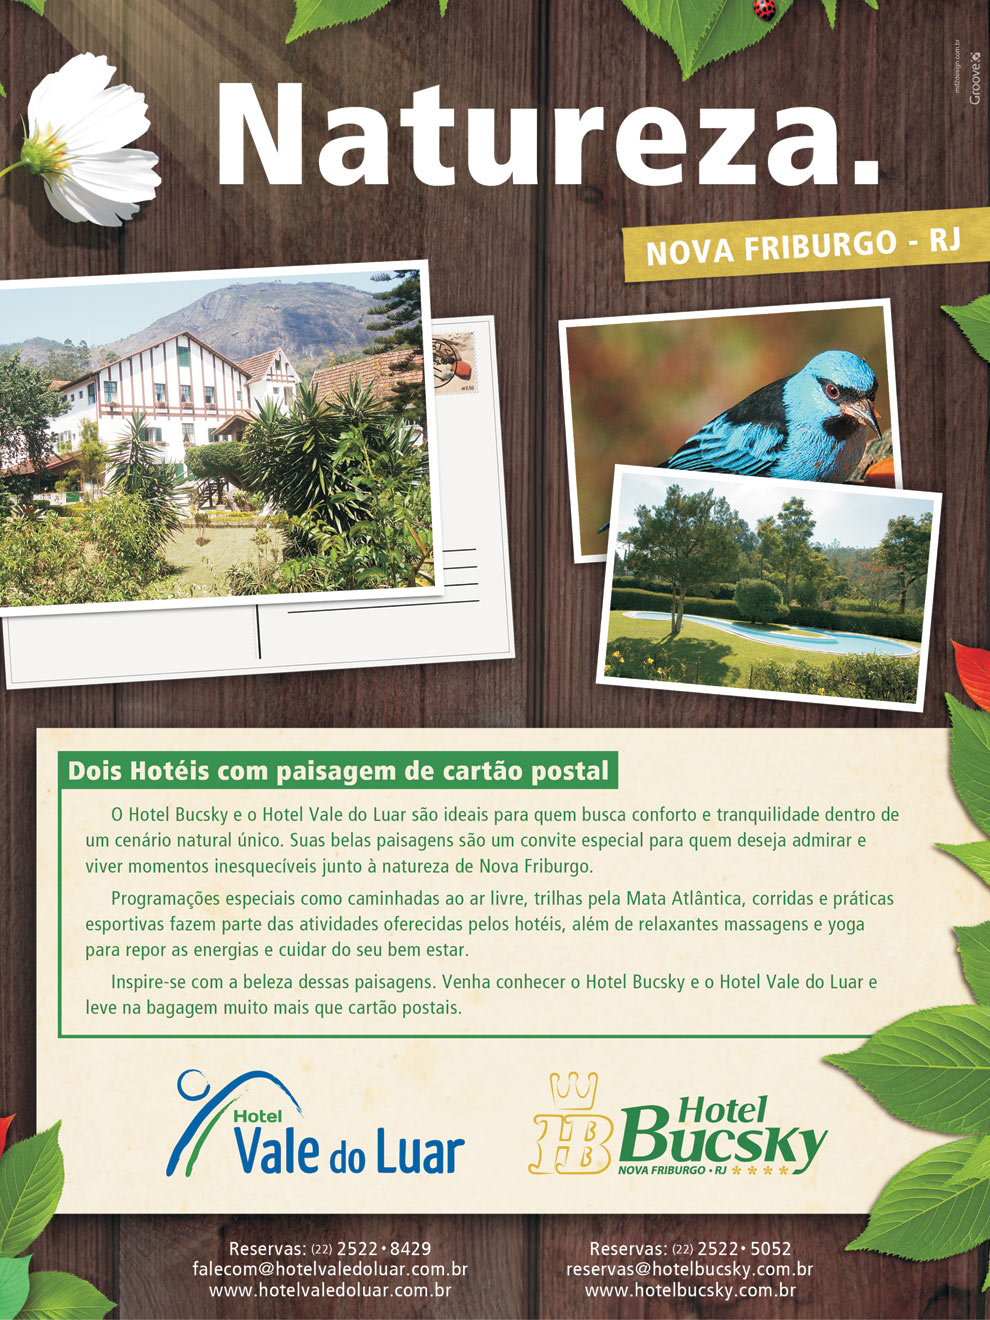 md2design.com.br
Groove
Natureza.
NOVA FRIBURGO - RJ
Dois Hotéis com paisagem de cartão postal
O Hotel Bucsky e o Hotel Vale do Luar são ideais para quem busca conforto e tranquilidade dentro de
um cenário natural único. Suas belas paisagens são um convite especial para quem deseja admirar e
viver momentos inesquecíveis junto à natureza de Nova Friburgo.
Programações especiais como caminhadas ao ar livre, trilhas pela Mata Atlântica, corridas e práticas
esportivas fazem parte das atividades oferecidas pelos hotéis, além de relaxantes massagens e yoga
para repor as energias e cuidar do seu bem estar.
Inspire-se com a beleza dessas paisagens. Venha conhecer o Hotel Bucsky e o Hotel Vale do Luar e
leve na bagagem muito mais que cartão postais.
Hotel
Vale do Luar
HB
Hotel
Bucsky
NOVA FRIBURGO • RJ ****
Reservas: (22) 2522•8429
falecom@hotelvaledoluar.com.br
www.hotelvaledoluar.com.br
Reservas: (22) 2522•5052
reservas@hotelbucsky.com.br
www.hotelbucsky.com.br